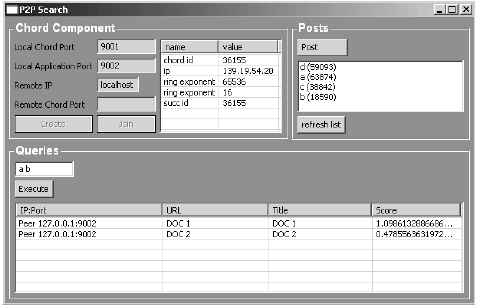 P2P Search
Chord Component
Local Chord Port 9001
Local Application Port 9002
Remote IP localhost
Remote Chord Port
Create Join
name value
chord id 36155
ip 139.19.54.20
ring exponent 65536
ring exponent 16
succ id 36155
Posts
Post
d (59093)
a (63874)
c (38842)
b (18590)
refresh list
Queries
a b
Execute
IP:Port URL Title Score
Peer 127.0.0.1:9002 DOC 1 DOC 1 1.0986132886686...
Peer 127.0.0.1:9002 DOC 2 DOC 2 0.4785563631972...